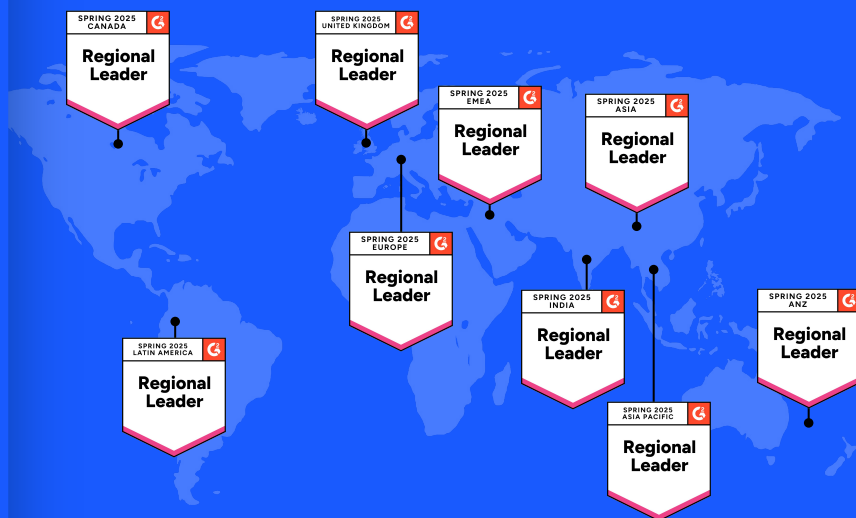 SPRING 2025
CANADA
Regional
Leader
SPRING 2025
UNITED KINGDOM
Regional
Leader
SPRING 2025
EMEA
Regional
Leader
SPRING 2025
ASIA
Regional
Leader
SPRING 2025
EUROPE
Regional
Leader
SPRING 2025
INDIA
Regional
Leader
SPRING 2025
ANZ
Regional
Leader
SPRING 2025
LATIN AMERICA
Regional
Leader
SPRING 2025
ASIA PACIFIC
Regional
Leader